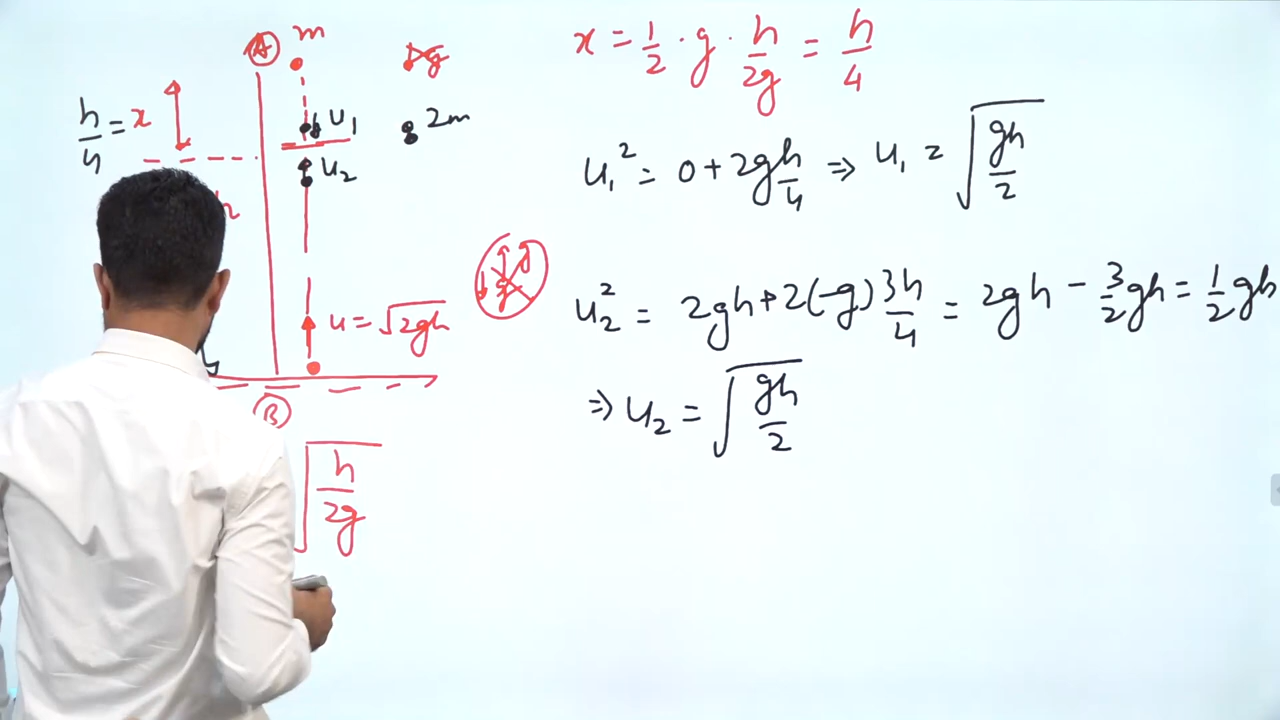 A m
h/4 = x
u₁
2m
u₂
h
u = √2gh
B
√(h/2g)
x = 1/2 · g · h/2g = h/4
u₁² = 0 + 2g h/4 ⇒ u₁ = √(gh/2)
u₂² = 2gh + 2(-g) 3h/4 = 2gh - 3/2 gh = 1/2 gh
⇒ u₂ = √(gh/2)